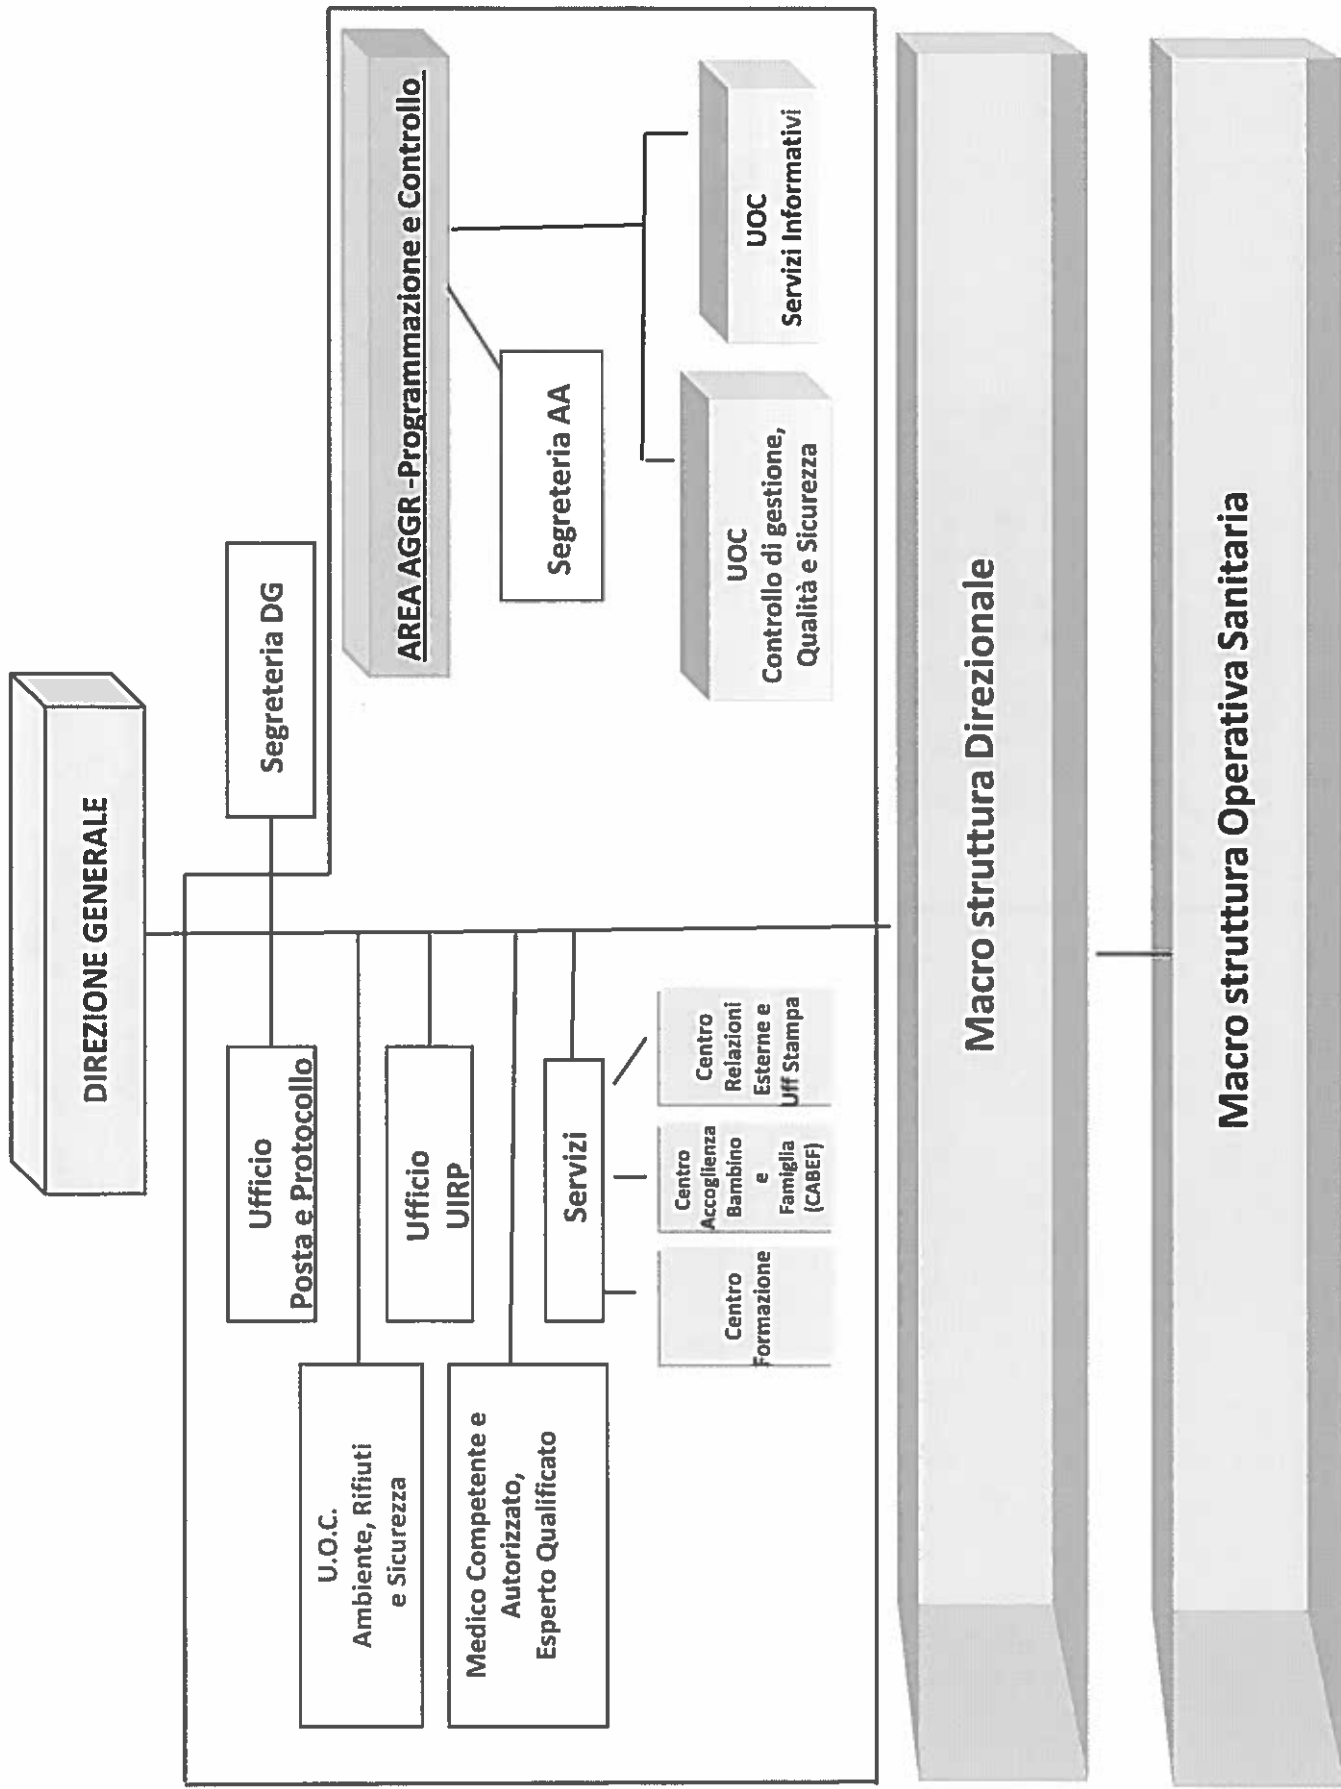 DIREZIONE GENERALE
Segreteria DG
Ufficio
Posta e Protocollo
U.O.C.
Ambiente, Rifiuti
e Sicurezza
Ufficio
UIRP
Medico Competente e
Autorizzato,
Esperto Qualificato
Servizi
Centro
Formazione
Centro
Accoglienza
Bambino
e
Famiglia
(CABEF)
Centro
Relazioni
Esterne e
Uff Stampa
AREA AGGR -Programmazione e Controllo
Segreteria AA
UOC
Controllo di gestione,
Qualità e Sicurezza
UOC
Servizi Informativi
Macro struttura Direzionale
Macro struttura Operativa Sanitaria